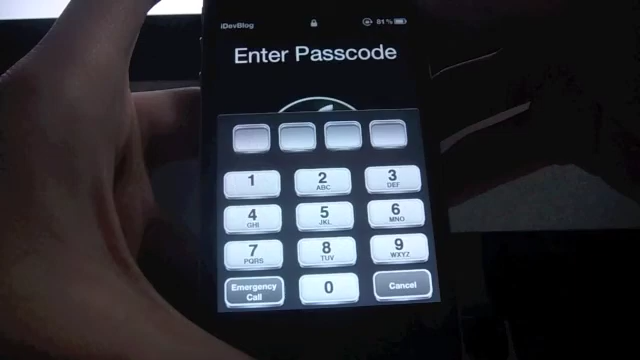 iDevBlog 81 %
Enter Passcode
1 2 ABC 3 DEF
4 GHI 5 JKL 6 MNO
7 PQRS 8 TUV 9 WXYZ
Emergency Call 0 Cancel